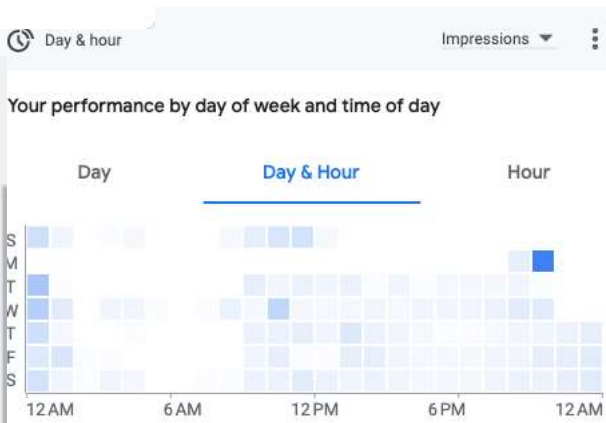 Day & hour
Impressions
Your performance by day of week and time of day
Day
Day & Hour
Hour
S
M
T
W
T
F
S
12 AM
6 AM
12 PM
6 PM
12 AM